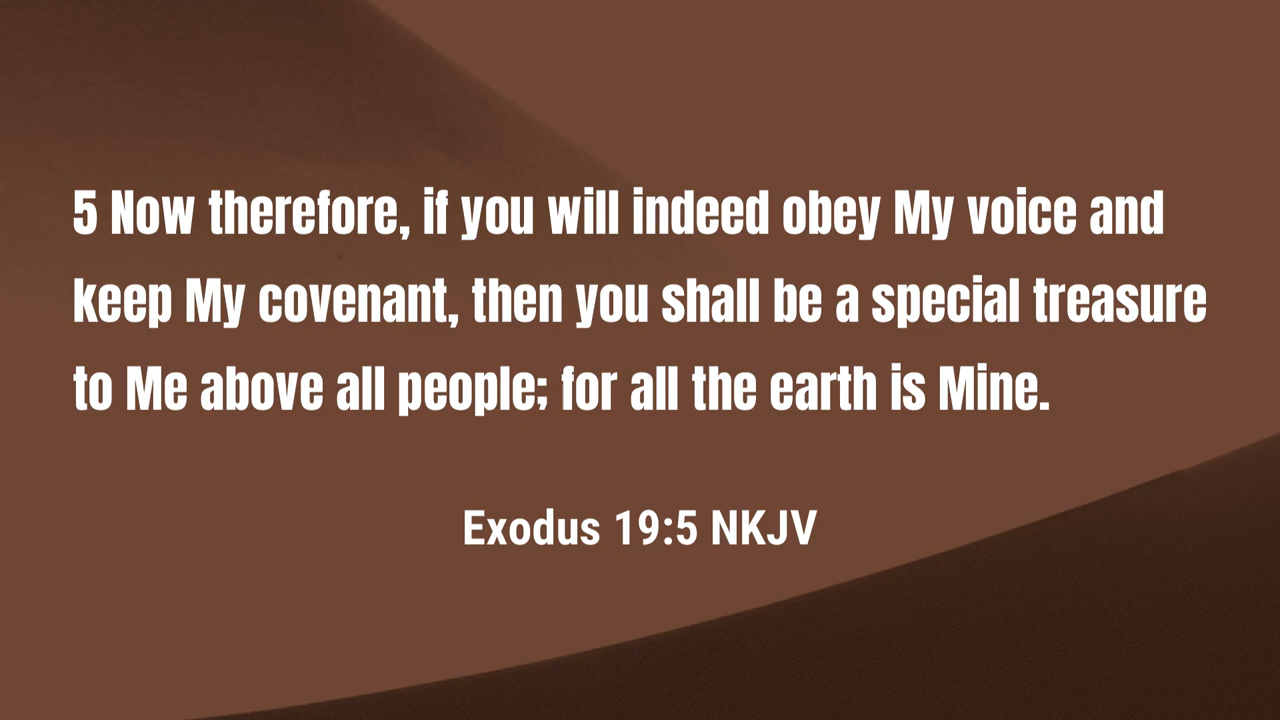 5 Now therefore, if you will indeed obey My voice and
keep My covenant, then you shall be a special treasure
to Me above all people; for all the earth is Mine.
Exodus 19:5 NKJV